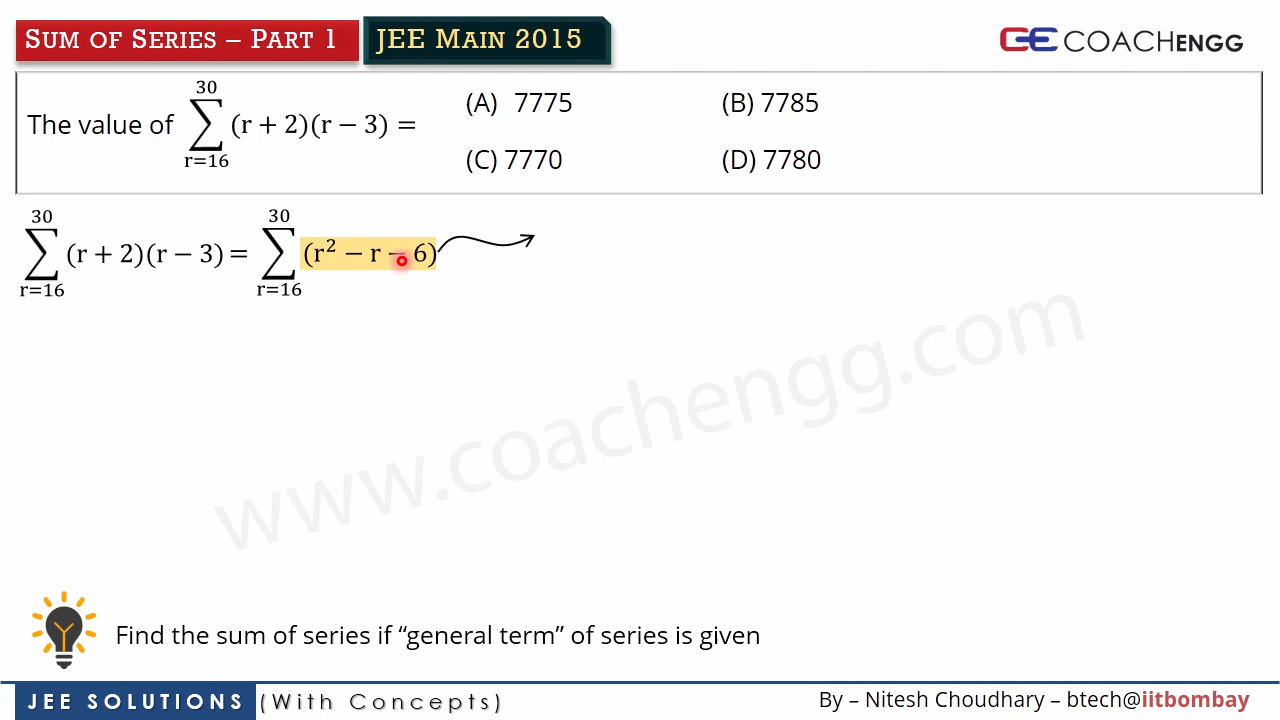 SUM OF SERIES – PART 1
JEE MAIN 2015
CE COACHENGG
The value of ∑_{r=16}^{30} (r + 2)(r − 3) =
(A) 7775
(B) 7785
(C) 7770
(D) 7780
∑_{r=16}^{30} (r + 2)(r − 3) = ∑_{r=16}^{30} (r² − r − 6)
www.coachengg.com
Find the sum of series if “general term” of series is given
JEE SOLUTIONS (With Concepts)
By – Nitesh Choudhary – btech@iitbombay